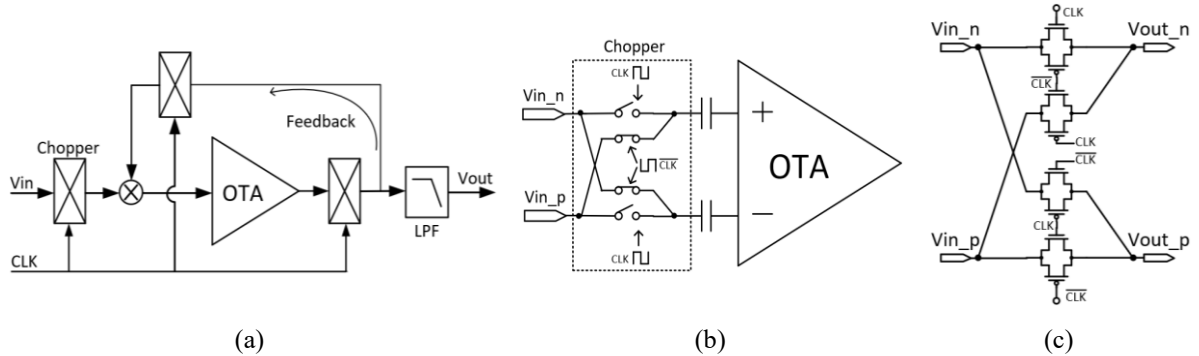 Feedback
Chopper
Vin
OTA
Vout
LPF
CLK
(a)
Chopper
CLK
Vin_n
+
CLK
OTA
Vin_p
−
CLK
(b)
CLK
Vin_n
Vout_n
CLK
CLK
CLK
CLK
Vin_p
Vout_p
CLK
(c)